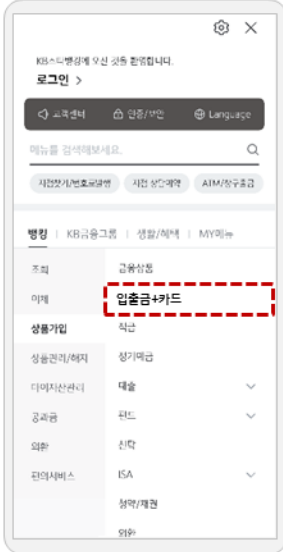 KB스타뱅킹에 오신 것을 환영합니다.
로그인 >
고객센터 인증/보안 Language
메뉴를 검색해보세요.
지점찾기/번호표발행 지점 상담예약 ATM/창구출금
뱅킹 | KB금융그룹 | 생활/혜택 | MY메뉴
조회 금융상품
이체 입출금+카드
상품가입 적금
상품관리/해지 정기예금
마이자산관리 대출
공과금 펀드
외환 신탁
편의서비스 ISA
청약/채권
외환